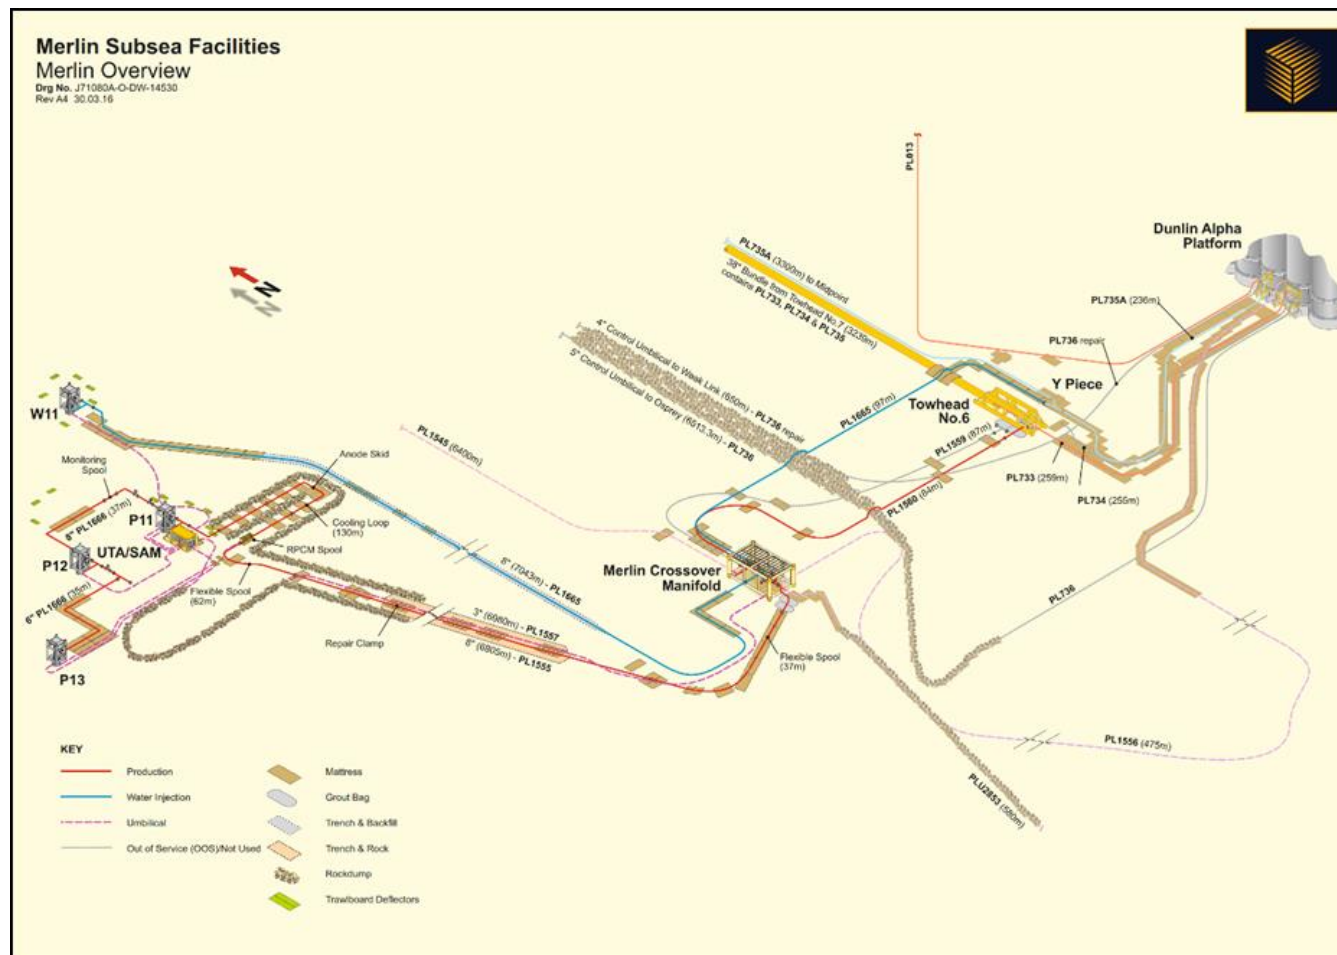 Merlin Subsea Facilities
Merlin Overview
Drg No. J71080A-O-DW-14530
Rev A4 30.03.16
PL013
Dunlin Alpha
Platform
PL735A (3300m) to Midpoint
38" Bundle from Towhead No.7 (3239m)
contains PL733, PL734 & PL735
PL735A (236m)
PL736 repair
4" Control Umbilical to Weak Link (650m) - PL736 repair
5" Control Umbilical to Osprey (6513.3m) - PL736
Y Piece
Towhead
No.6
PL1665 (97m)
PL1559 (87m)
PL1560 (84m)
PL733 (259m)
PL734 (255m)
W11
Monitoring
Spool
Anode Skid
PL1545 (6400m)
8" PL1666 (37m)
P11
Cooling Loop
(130m)
UTA/SAM
RPCM Spool
P12
6" PL1666 (35m)
Flexible Spool
(62m)
8" (7043m) - PL1665
Merlin Crossover
Manifold
PL736
3" (6980m) - PL1557
8" (6905m) - PL1555
Repair Clamp
Flexible Spool
(37m)
P13
PL1556 (475m)
PLU2853 (580m)
KEY
Production
Water Injection
Umbilical
Out of Service (OOS)/Not Used
Mattress
Grout Bag
Trench & Backfill
Trench & Rock
Rockdump
Trawlboard Deflectors
N
N